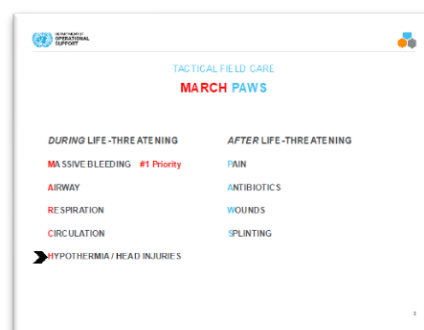 DEPARTMENT OF
OPERATIONAL
SUPPORT
TACTICAL FIELD CARE
MARCH PAWS
DURING LIFE-THREATENING
MASSIVE BLEEDING #1 Priority
AIRWAY
RESPIRATION
CIRCULATION
HYPOTHERMIA / HEAD INJURIES
AFTER LIFE-THREATENING
PAIN
ANTIBIOTICS
WOUNDS
SPLINTING